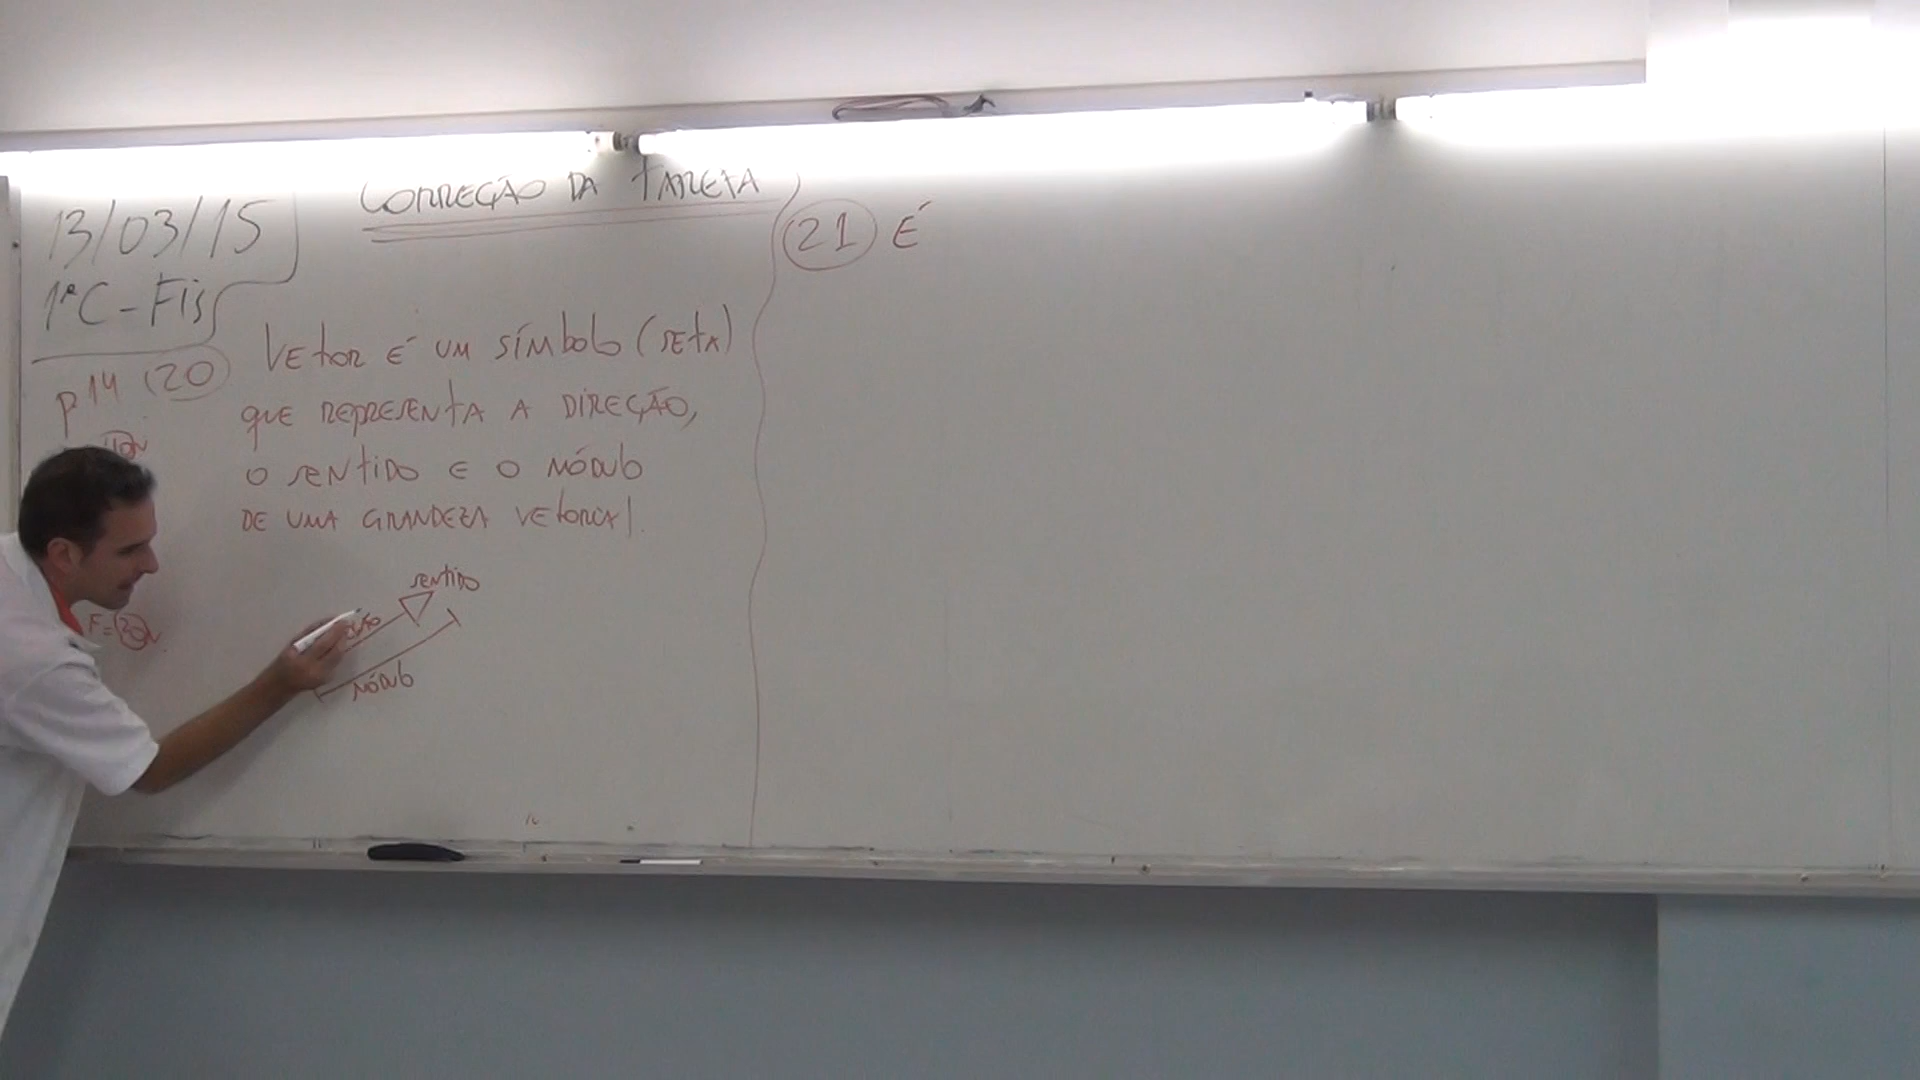 CORREÇÃO DA TAREFA
13/03/15
1ºC - Fís
p14 (20) VETOR É UM SÍMBOLO (SETA)
QUE REPRESENTA A DIREÇÃO,
O SENTIDO E O MÓDULO
DE UMA GRANDEZA VETORIAL.
SENTIDO
MÓDULO
F=
21 É